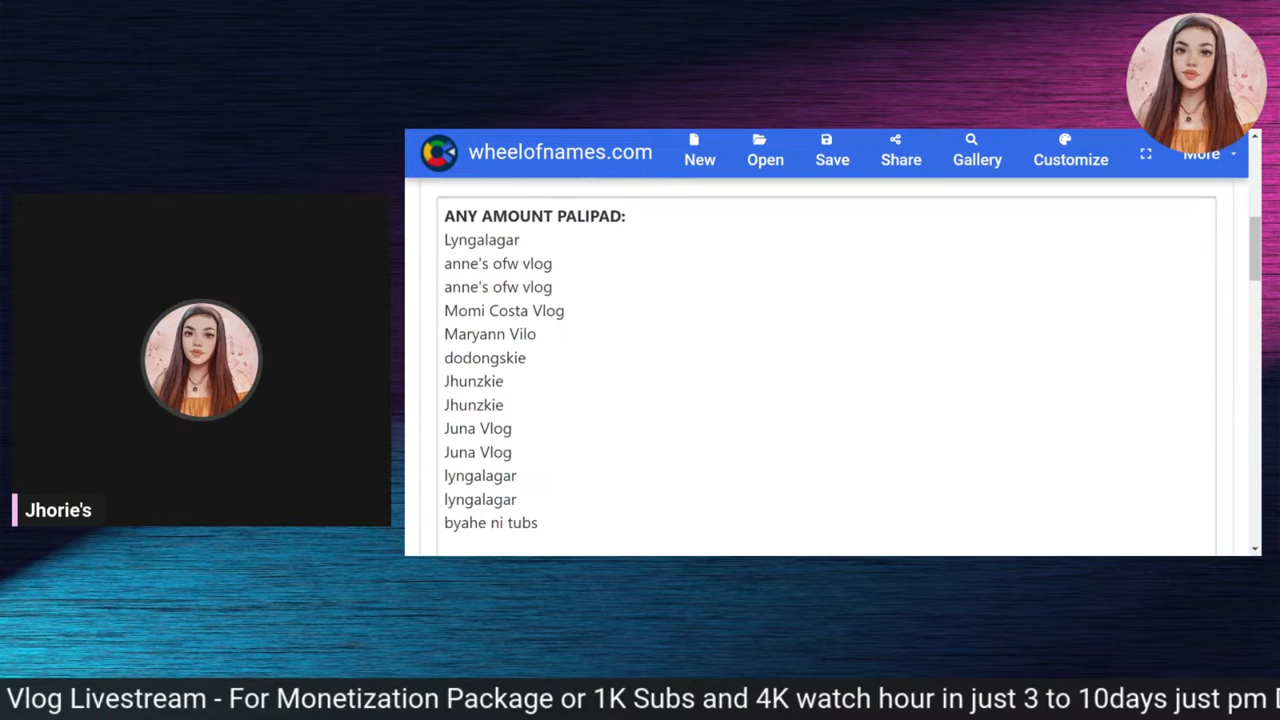 wheelofnames.com
New
Open
Save
Share
Gallery
Customize
More
ANY AMOUNT PALIPAD:
Lyngalagar
anne's ofw vlog
anne's ofw vlog
Momi Costa Vlog
Maryann Vilo
dodongskie
Jhunzkie
Jhunzkie
Juna Vlog
Juna Vlog
lyngalagar
lyngalagar
byahe ni tubs
Jhorie's
Vlog Livestream - For Monetization Package or 1K Subs and 4K watch hour in just 3 to 10days just pm